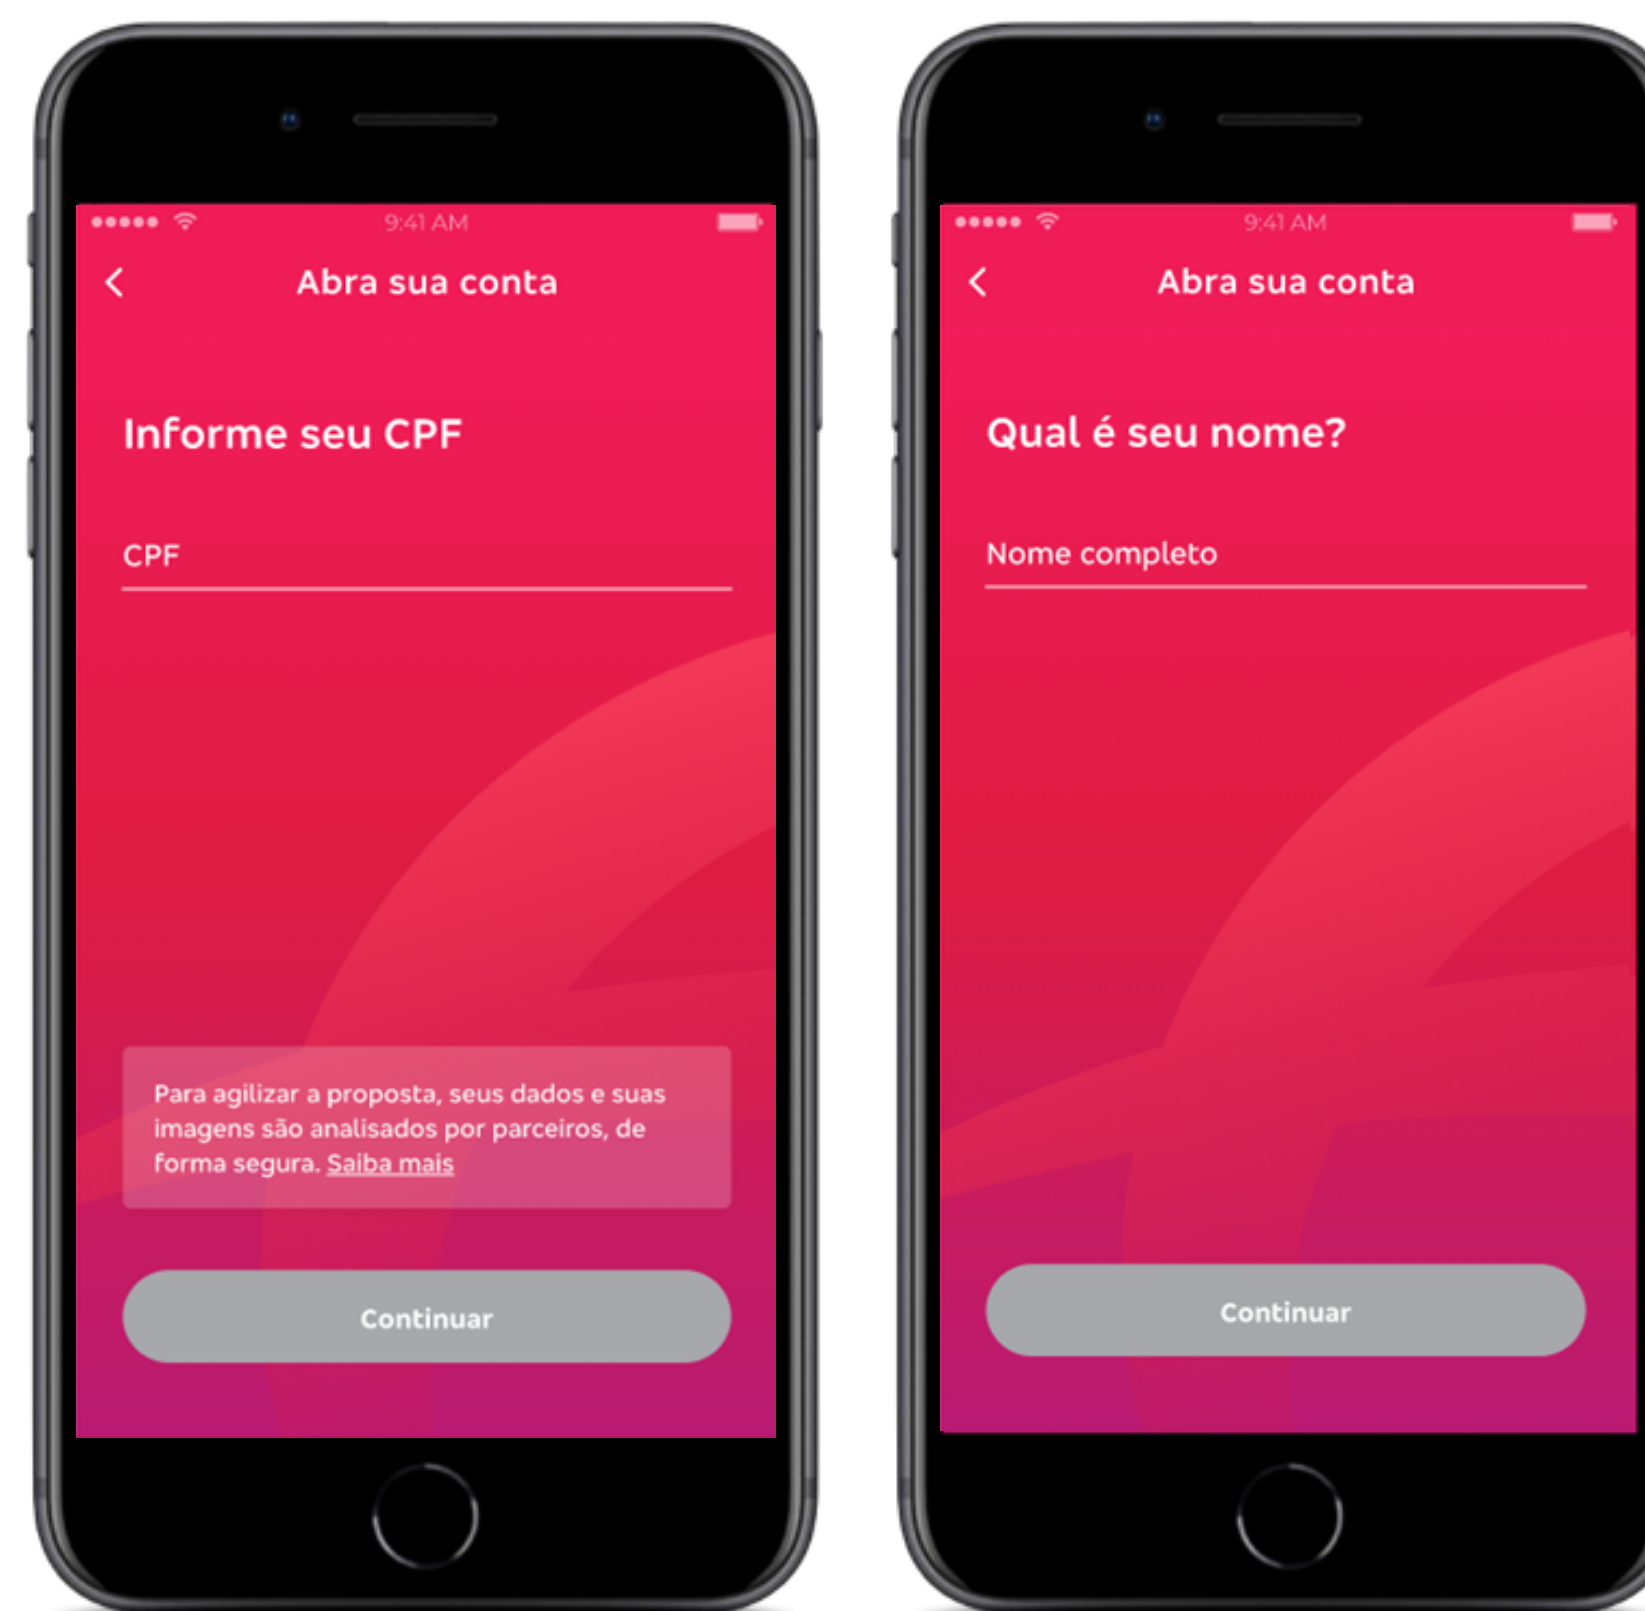 9:41 AM
Abra sua conta
Informe seu CPF
CPF
Para agilizar a proposta, seus dados e suas
imagens são analisados por parceiros, de
forma segura. Saiba mais
Continuar
9:41 AM
Abra sua conta
Qual é seu nome?
Nome completo
Continuar